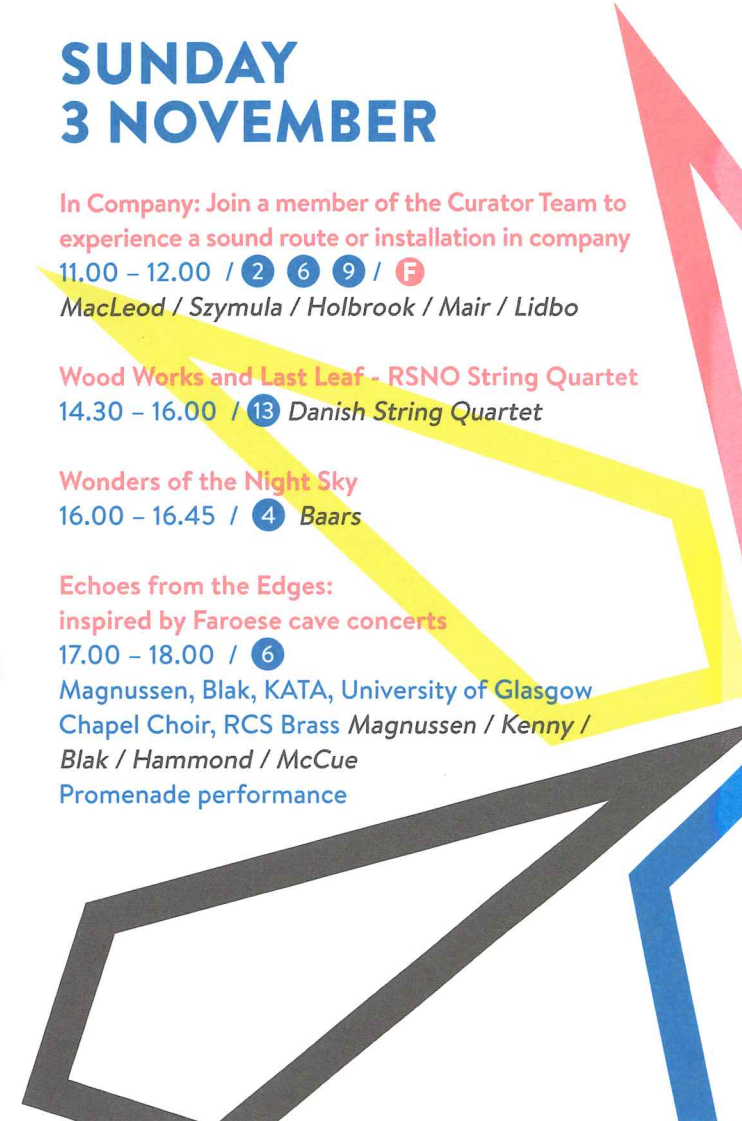 SUNDAY
3 NOVEMBER
In Company: Join a member of the Curator Team to
experience a sound route or installation in company
11.00 – 12.00 / 2 6 9 / F
MacLeod / Szymula / Holbrook / Mair / Lidbo
Wood Works and Last Leaf - RSNO String Quartet
14.30 – 16.00 / 13 Danish String Quartet
Wonders of the Night Sky
16.00 – 16.45 / 4 Baars
Echoes from the Edges:
inspired by Faroese cave concerts
17.00 – 18.00 / 6
Magnussen, Blak, KATA, University of Glasgow
Chapel Choir, RCS Brass Magnussen / Kenny /
Blak / Hammond / McCue
Promenade performance